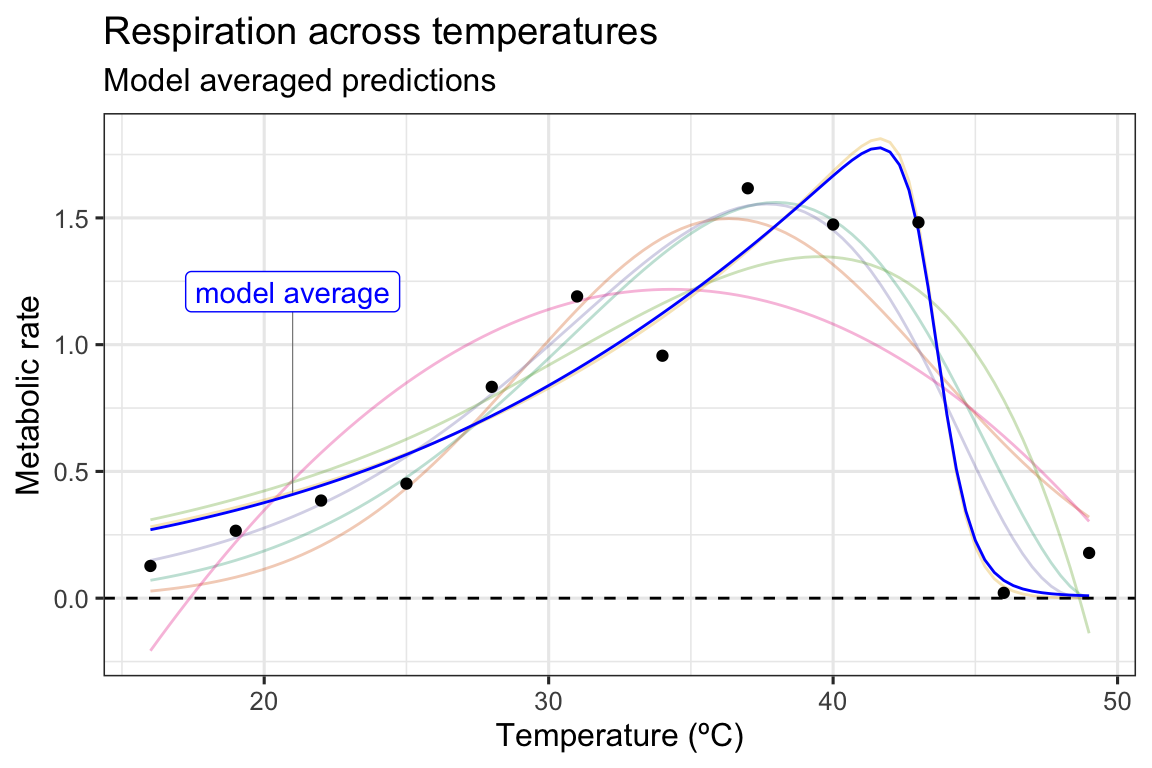 Respiration across temperatures
Model averaged predictions
Metabolic rate
1.5
1.0
0.5
0.0
model average
20 30 40 50
Temperature (ºC)